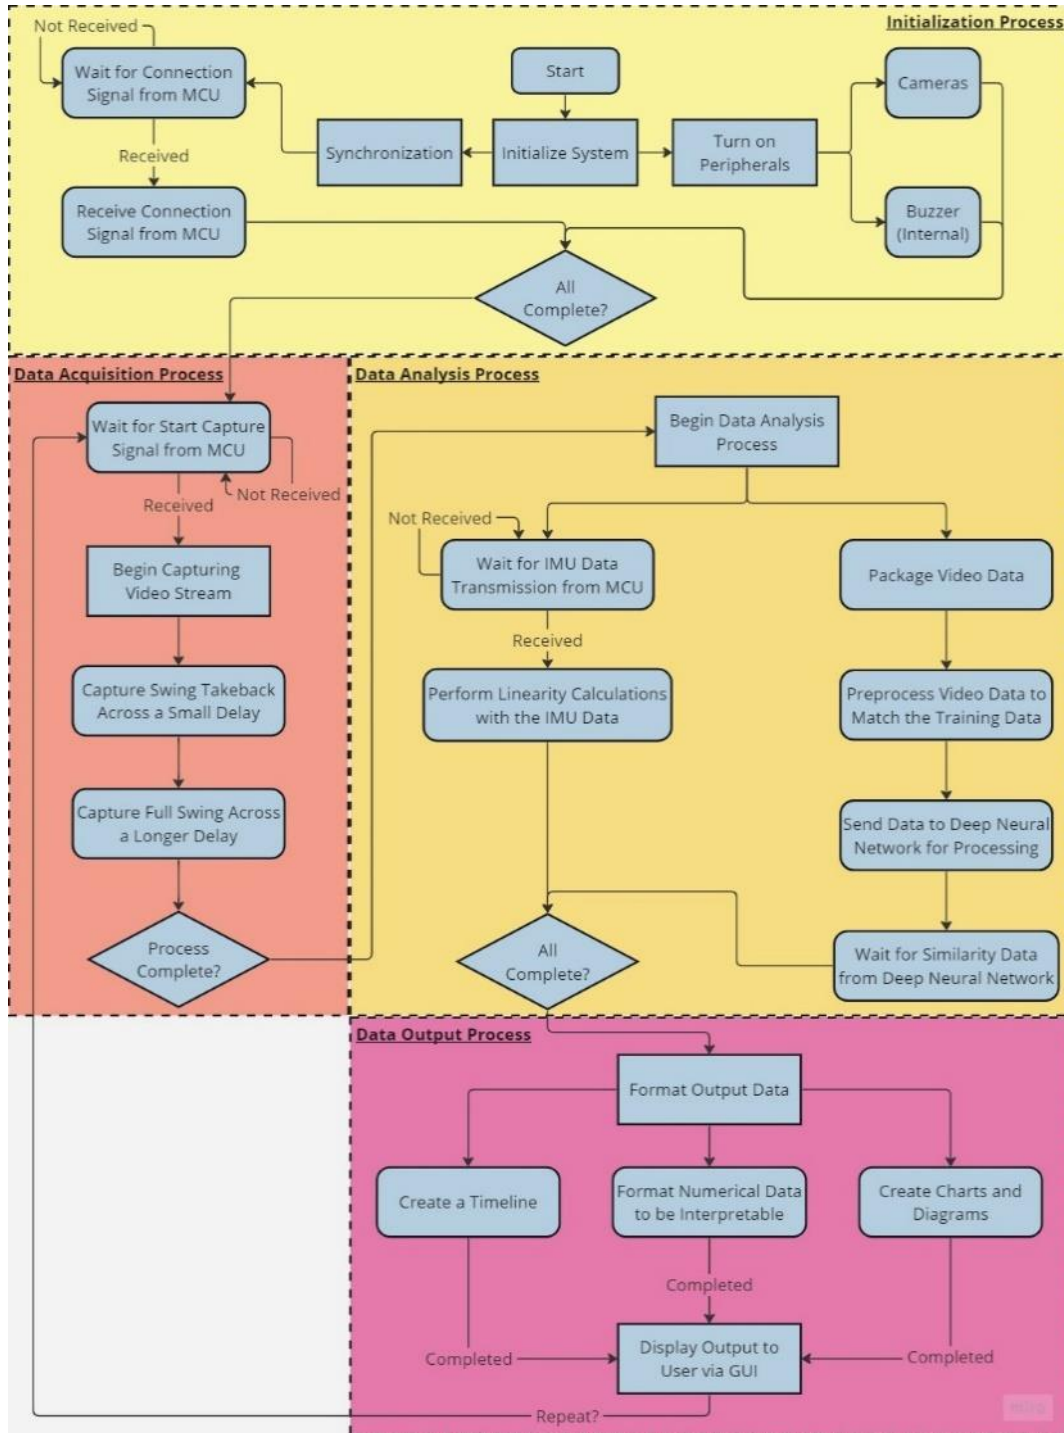 Initialization Process
Not Received
Wait for Connection
Signal from MCU
Received
Receive Connection
Signal from MCU
Start
Synchronization
Initialize System
Turn on
Peripherals
Cameras
Buzzer
(Internal)
All
Complete?
Data Acquisition Process
Wait for Start Capture
Signal from MCU
Not Received
Received
Begin Capturing
Video Stream
Capture Swing Takeback
Across a Small Delay
Capture Full Swing Across
a Longer Delay
Process
Complete?
Data Analysis Process
Begin Data Analysis
Process
Not Received
Wait for IMU Data
Transmission from MCU
Received
Perform Linearity Calculations
with the IMU Data
Package Video Data
Preprocess Video Data to
Match the Training Data
Send Data to Deep Neural
Network for Processing
Wait for Similarity Data
from Deep Neural Network
All
Complete?
Data Output Process
Format Output Data
Create a Timeline
Format Numerical Data
to be Interpretable
Create Charts and
Diagrams
Completed
Completed
Completed
Display Output to
User via GUI
Repeat?
miro